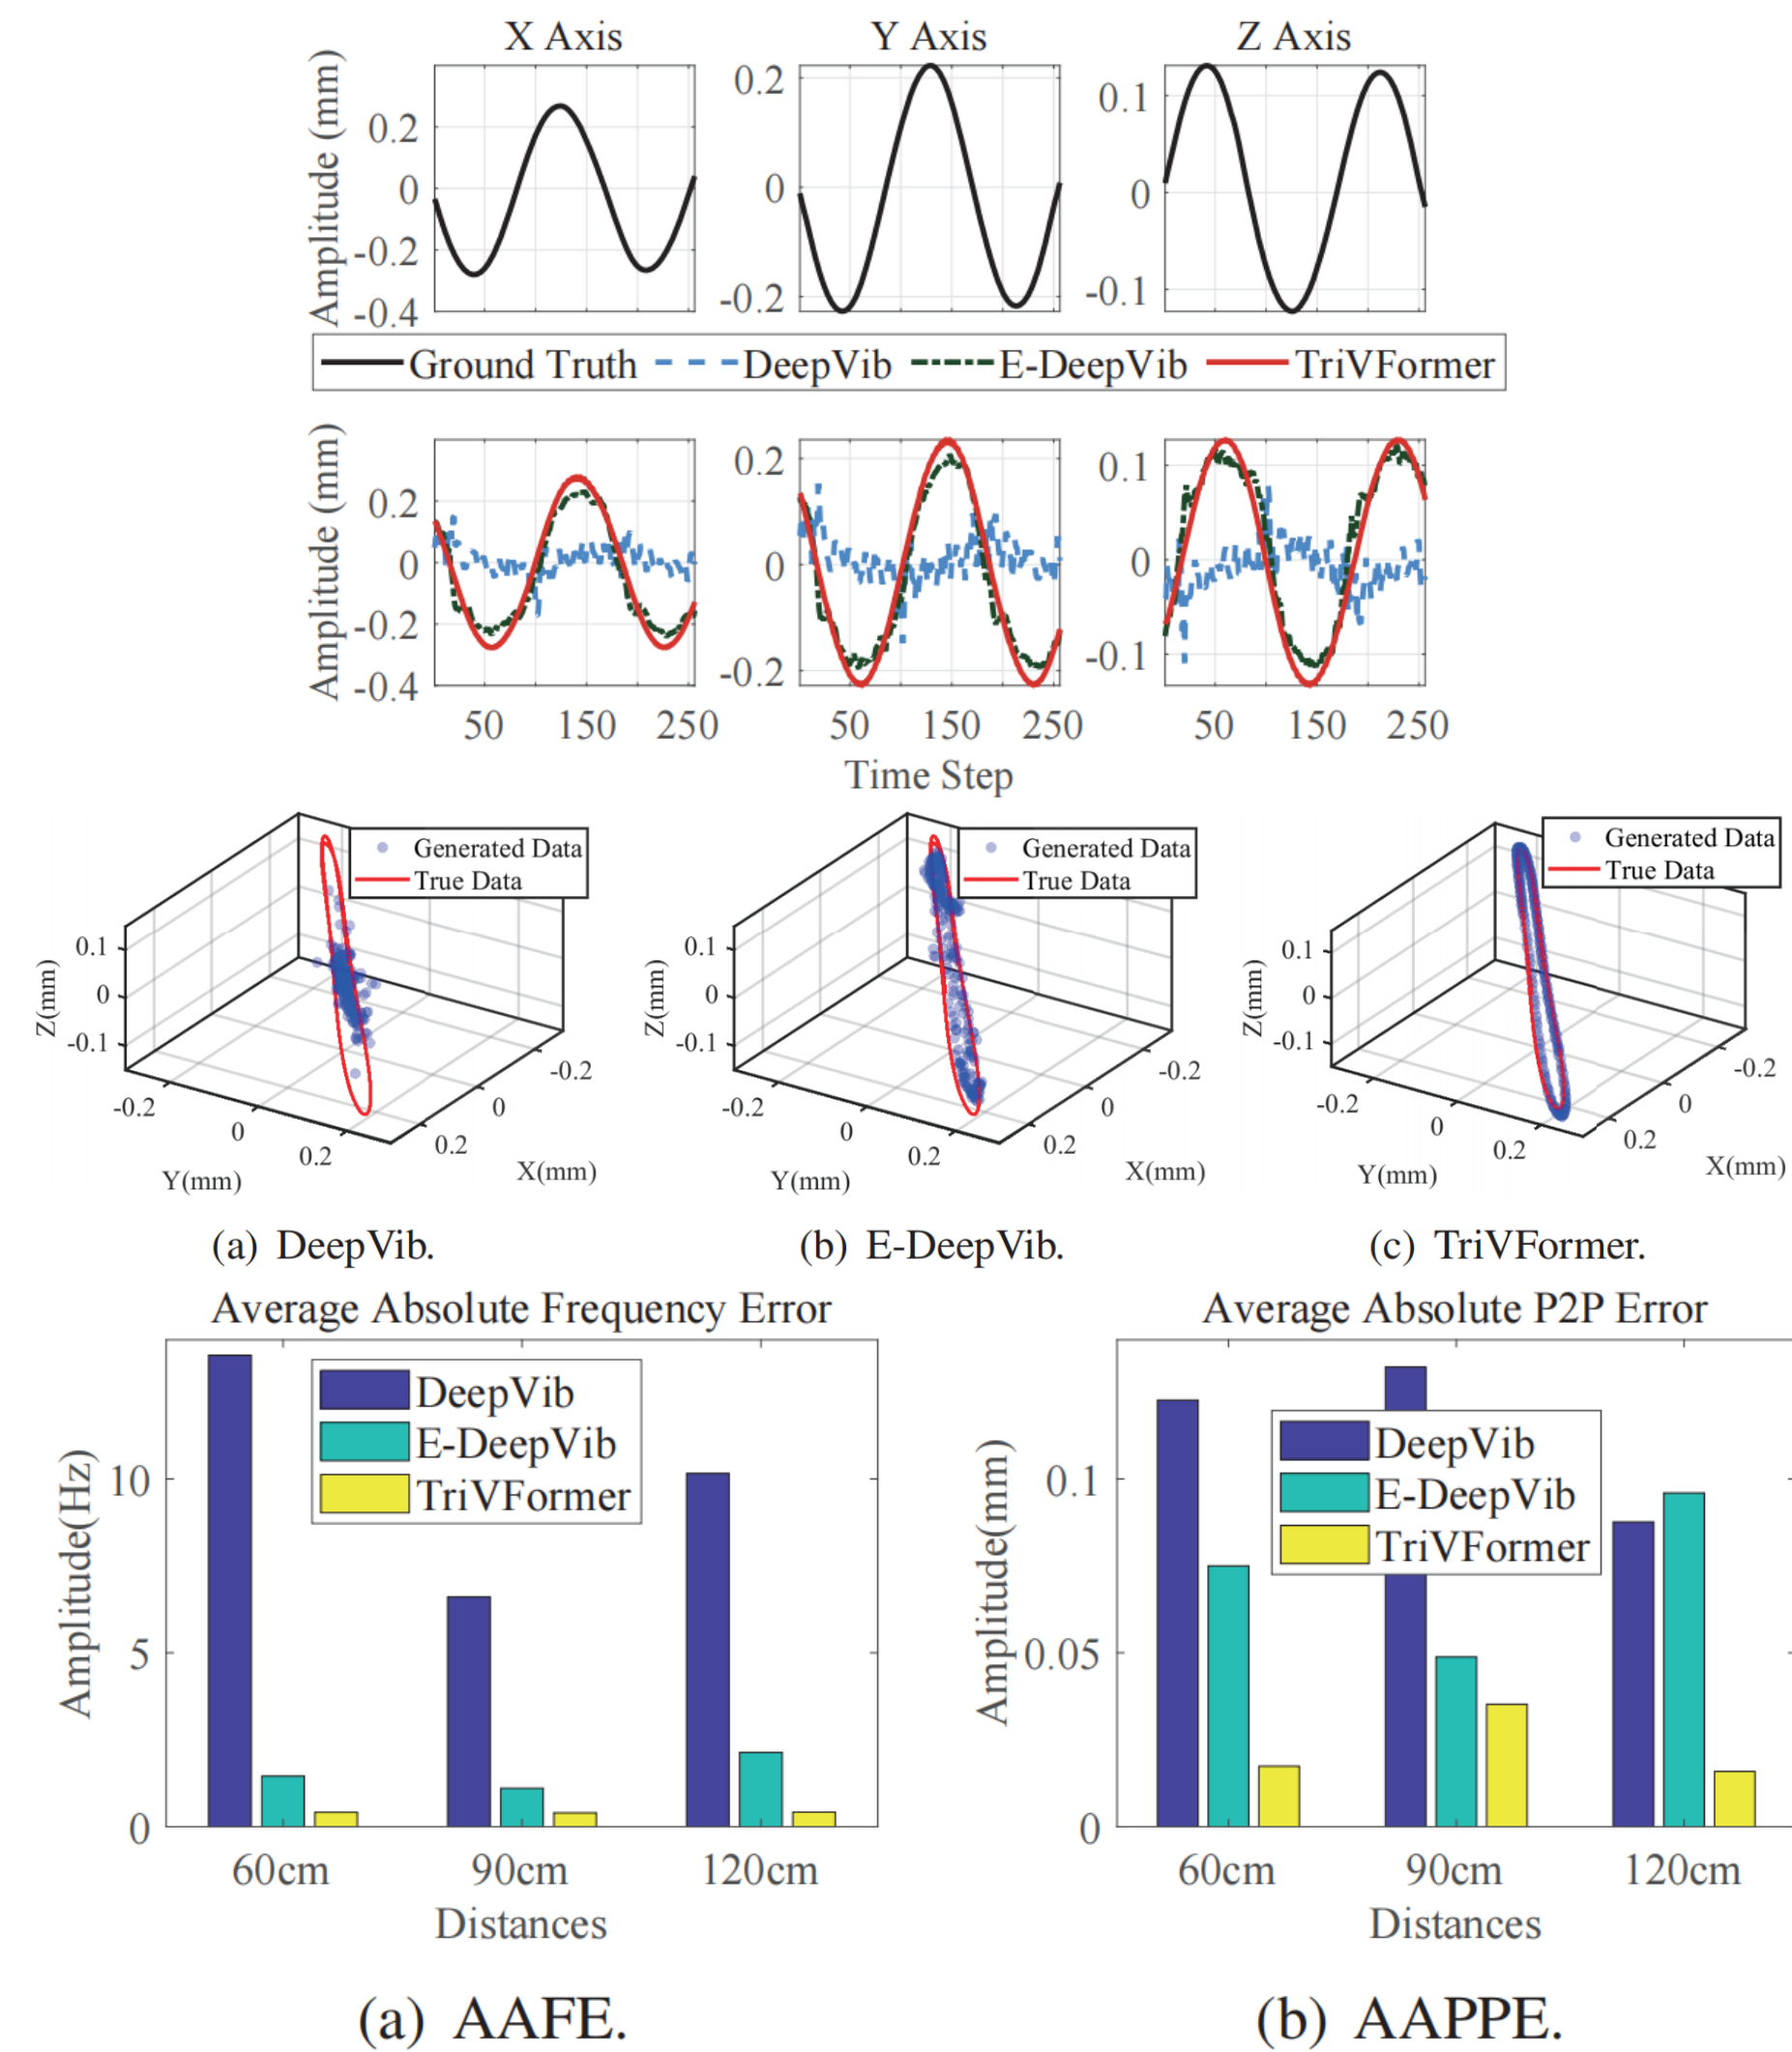 X Axis Y Axis Z Axis
Amplitude (mm)
0.2
0
-0.2
-0.4
0.2
0
-0.2
0.1
0
-0.1
Ground Truth DeepVib E-DeepVib TriVFormer
Amplitude (mm)
0.2
0
-0.2
-0.4
0.2
0
-0.2
0.1
0
-0.1
50 150 250 50 150 250 50 150 250
Time Step
Generated Data
True Data
Z(mm)
0.1
0
-0.1
-0.2
0
0.2
Y(mm)
-0.2
0
0.2
X(mm)
Generated Data
True Data
Z(mm)
0.1
0
-0.1
-0.2
0
0.2
Y(mm)
-0.2
0
0.2
X(mm)
Generated Data
True Data
Z(mm)
0.1
0
-0.1
-0.2
0
0.2
Y(mm)
-0.2
0
0.2
X(mm)
(a) DeepVib. (b) E-DeepVib. (c) TriVFormer.
Average Absolute Frequency Error
DeepVib
E-DeepVib
TriVFormer
Amplitude(Hz)
10
5
0
60cm 90cm 120cm
Distances
(a) AAFE.
Average Absolute P2P Error
DeepVib
E-DeepVib
TriVFormer
Amplitude(mm)
0.1
0.05
0
60cm 90cm 120cm
Distances
(b) AAPPE.